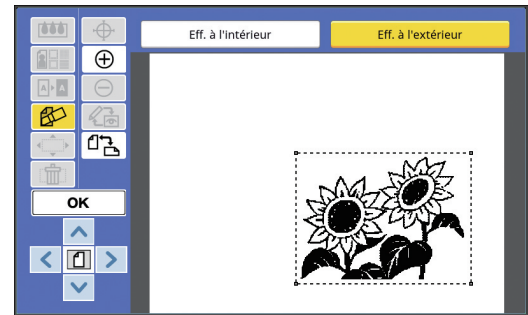 Eff. à l'intérieur
Eff. à l'extérieur
A
A
OK